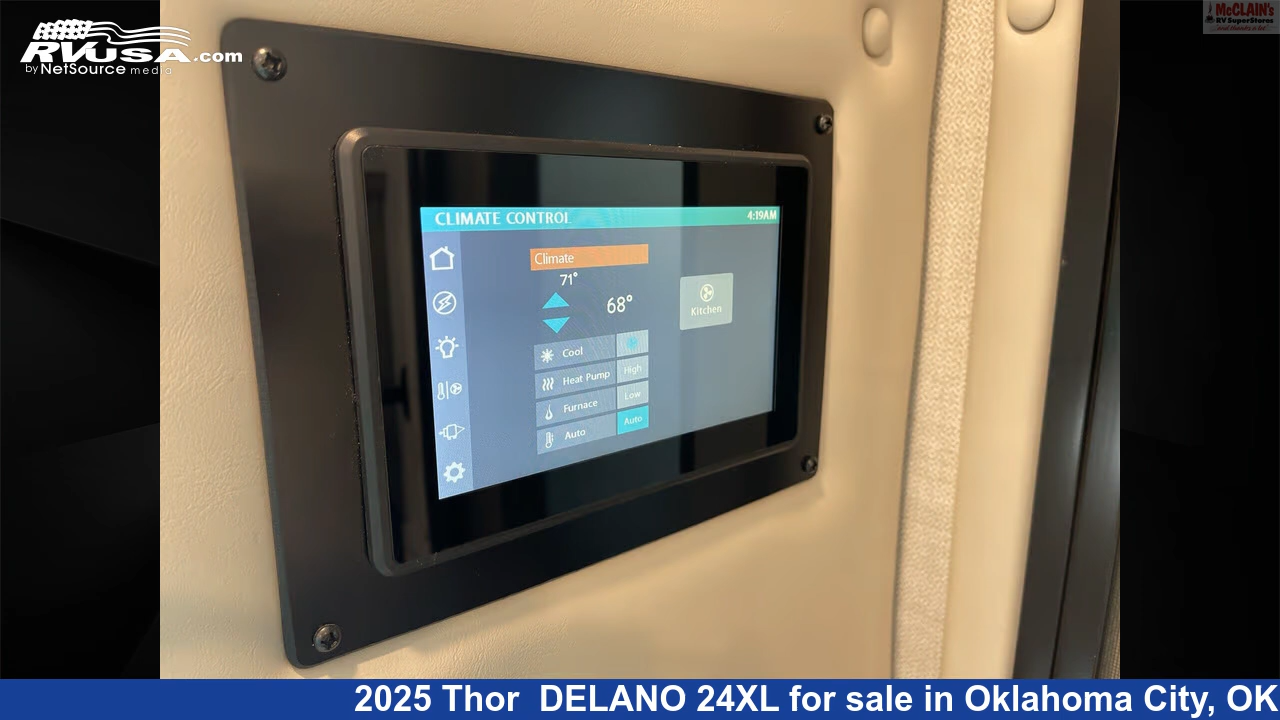 RVUSA.com
by NetSource media
McCLAIN's
RV SuperStores
CLIMATE CONTROL 4:19AM
Climate
71°
68°
Kitchen
Cool
High
Heat Pump
Low
Furnace
Auto
Auto
2025 Thor DELANO 24XL for sale in Oklahoma City, OK